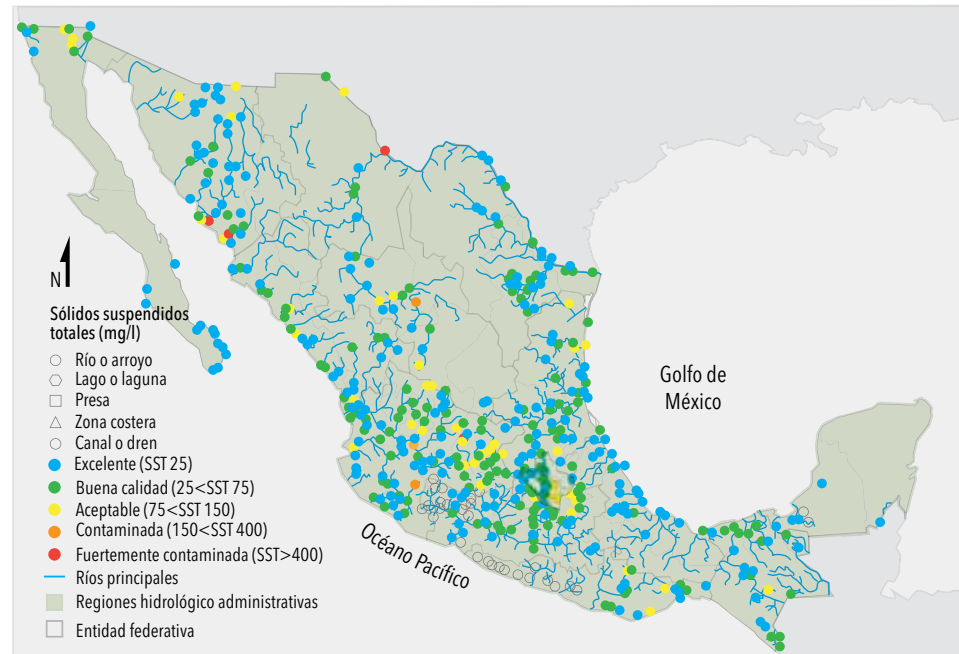 N
Sólidos suspendidos
totales (mg/l)
Río o arroyo
Lago o laguna
Presa
Zona costera
Canal o dren
Excelente (SST 25)
Buena calidad (25<SST 75)
Aceptable (75<SST 150)
Contaminada (150<SST 400)
Fuertemente contaminada (SST>400)
Ríos principales
Regiones hidrológico administrativas
Entidad federativa
Golfo de
México
Océano Pacífico